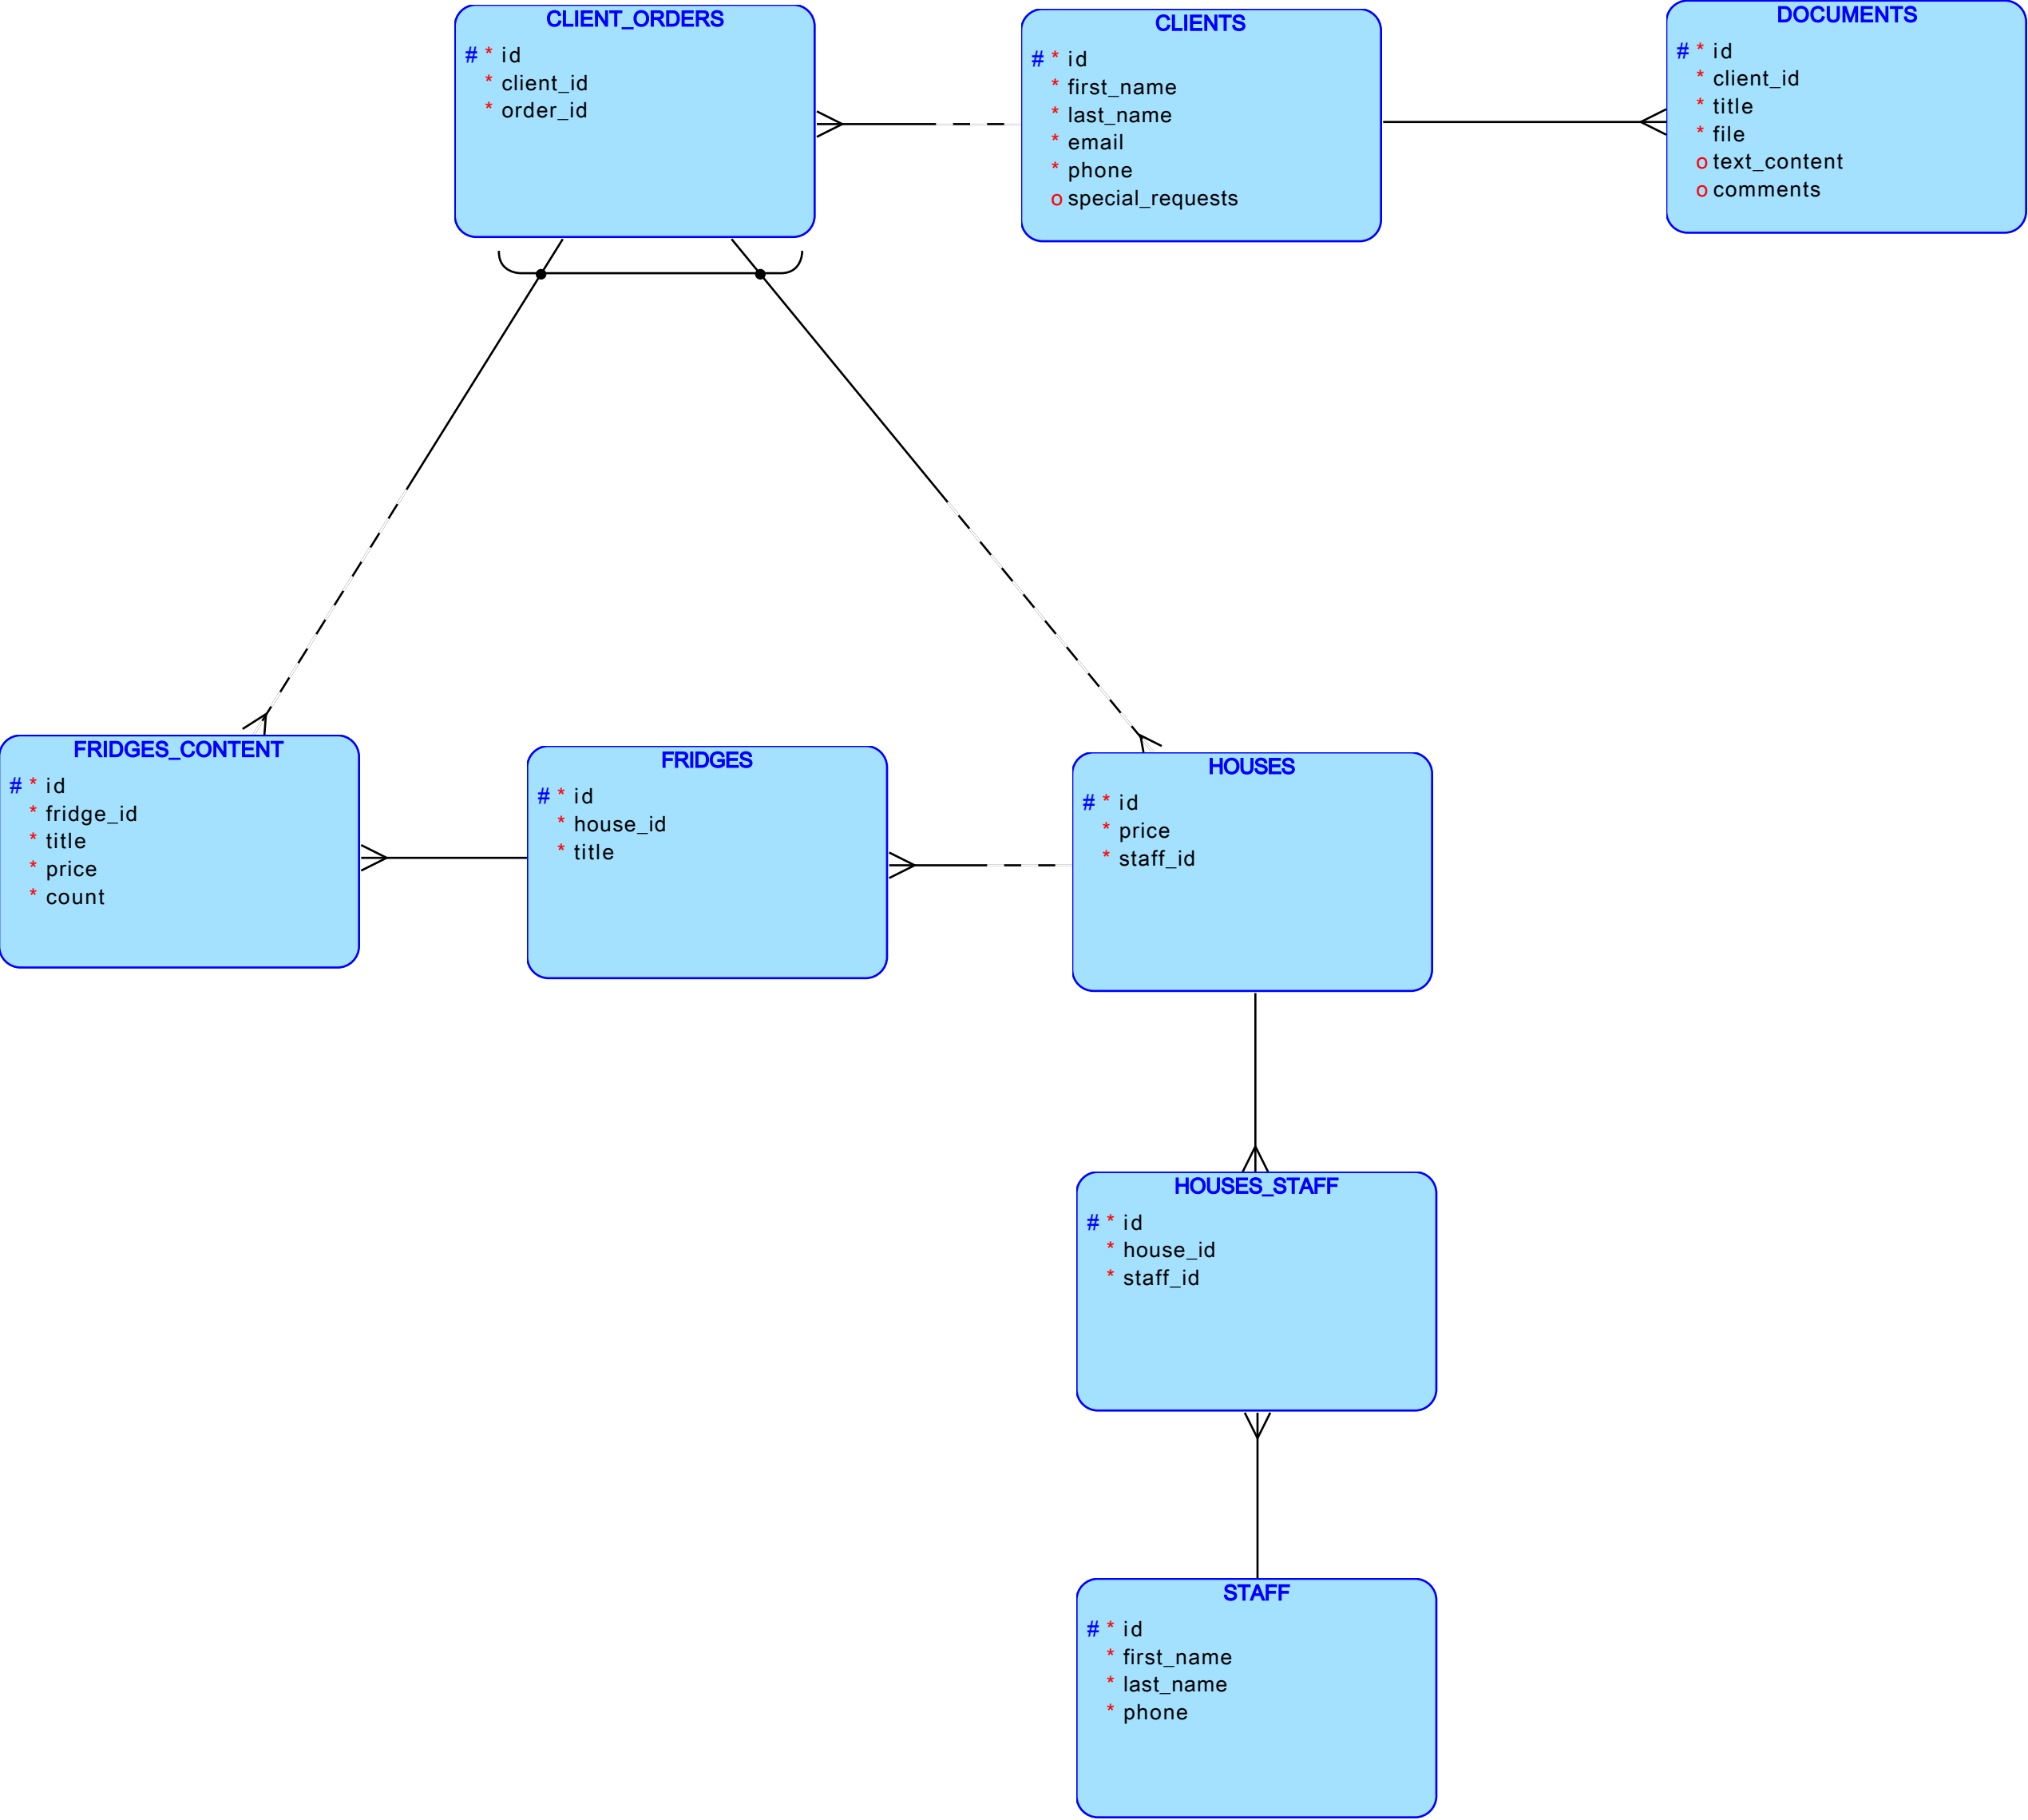 CLIENT_ORDERS
# * id
* client_id
* order_id
CLIENTS
# * id
* first_name
* last_name
* email
* phone
o special_requests
DOCUMENTS
# * id
* client_id
* title
* file
o text_content
o comments
FRIDGES_CONTENT
# * id
* fridge_id
* title
* price
* count
FRIDGES
# * id
* house_id
* title
HOUSES
# * id
* price
* staff_id
HOUSES_STAFF
# * id
* house_id
* staff_id
STAFF
# * id
* first_name
* last_name
* phone